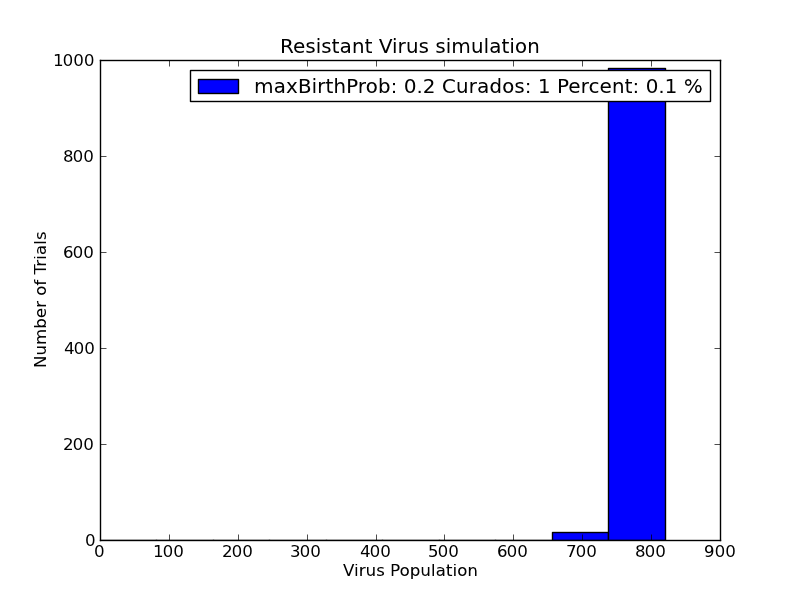 Resistant Virus simulation
maxBirthProb: 0.2 Curados: 1 Percent: 0.1 %
1000
800
600
400
200
0
Number of Trials
0 100 200 300 400 500 600 700 800 900
Virus Population